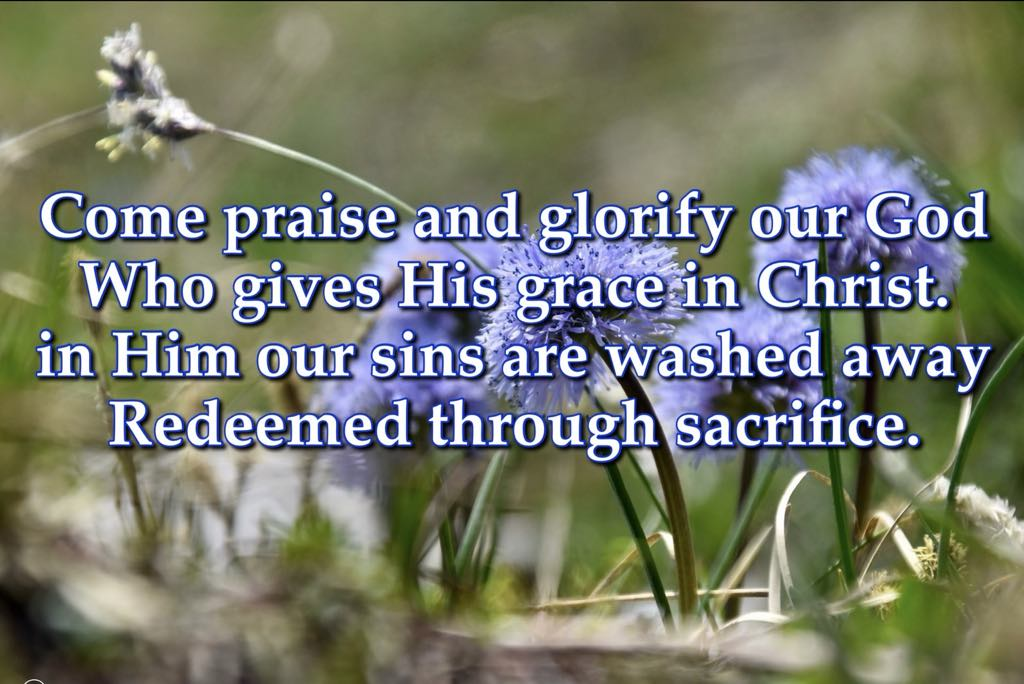 Come praise and glorify our God
Who gives His grace in Christ.
in Him our sins are washed away
Redeemed through sacrifice.